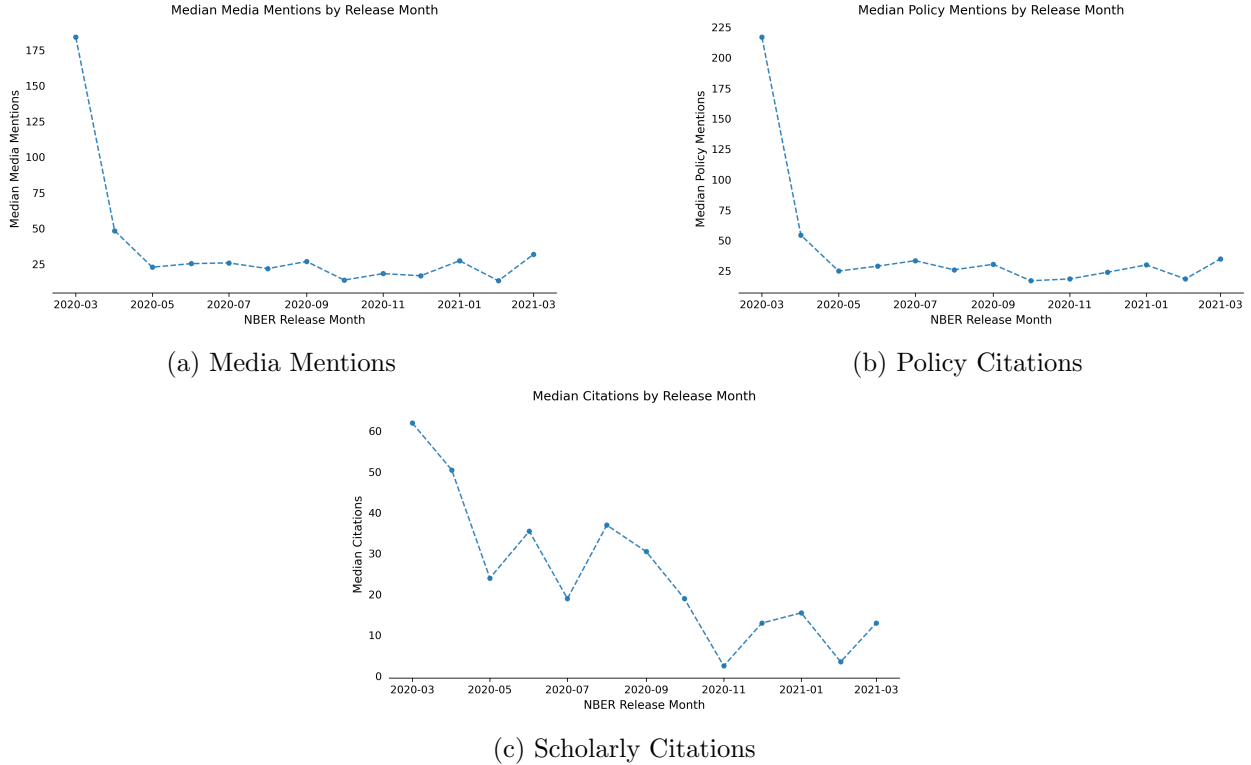 Median Media Mentions by Release Month
175
150
125
100
75
50
25
Median Media Mentions
2020-03 2020-05 2020-07 2020-09 2020-11 2021-01 2021-03
NBER Release Month
(a) Media Mentions
Median Policy Mentions by Release Month
225
200
175
150
125
100
75
50
25
Median Policy Mentions
2020-03 2020-05 2020-07 2020-09 2020-11 2021-01 2021-03
NBER Release Month
(b) Policy Citations
Median Citations by Release Month
60
50
40
30
20
10
0
Median Citations
2020-03 2020-05 2020-07 2020-09 2020-11 2021-01 2021-03
NBER Release Month
(c) Scholarly Citations